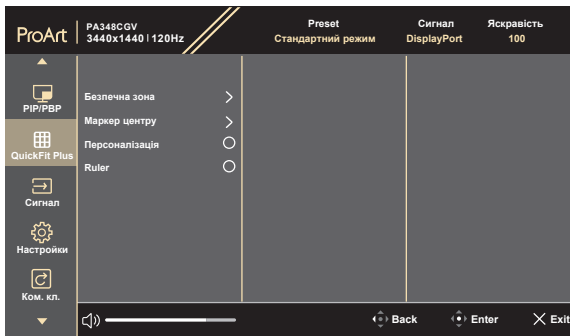 ProArt
PA348CGV
3440x1440 | 120Hz
Preset
Стандартний режим
Сигнал
DisplayPort
Яскравість
100
PIP/PBP
QuickFit Plus
Сигнал
Настройки
Ком. кл.
Безпечна зона
Маркер центру
Персоналізація
Ruler
Back
Enter
Exit